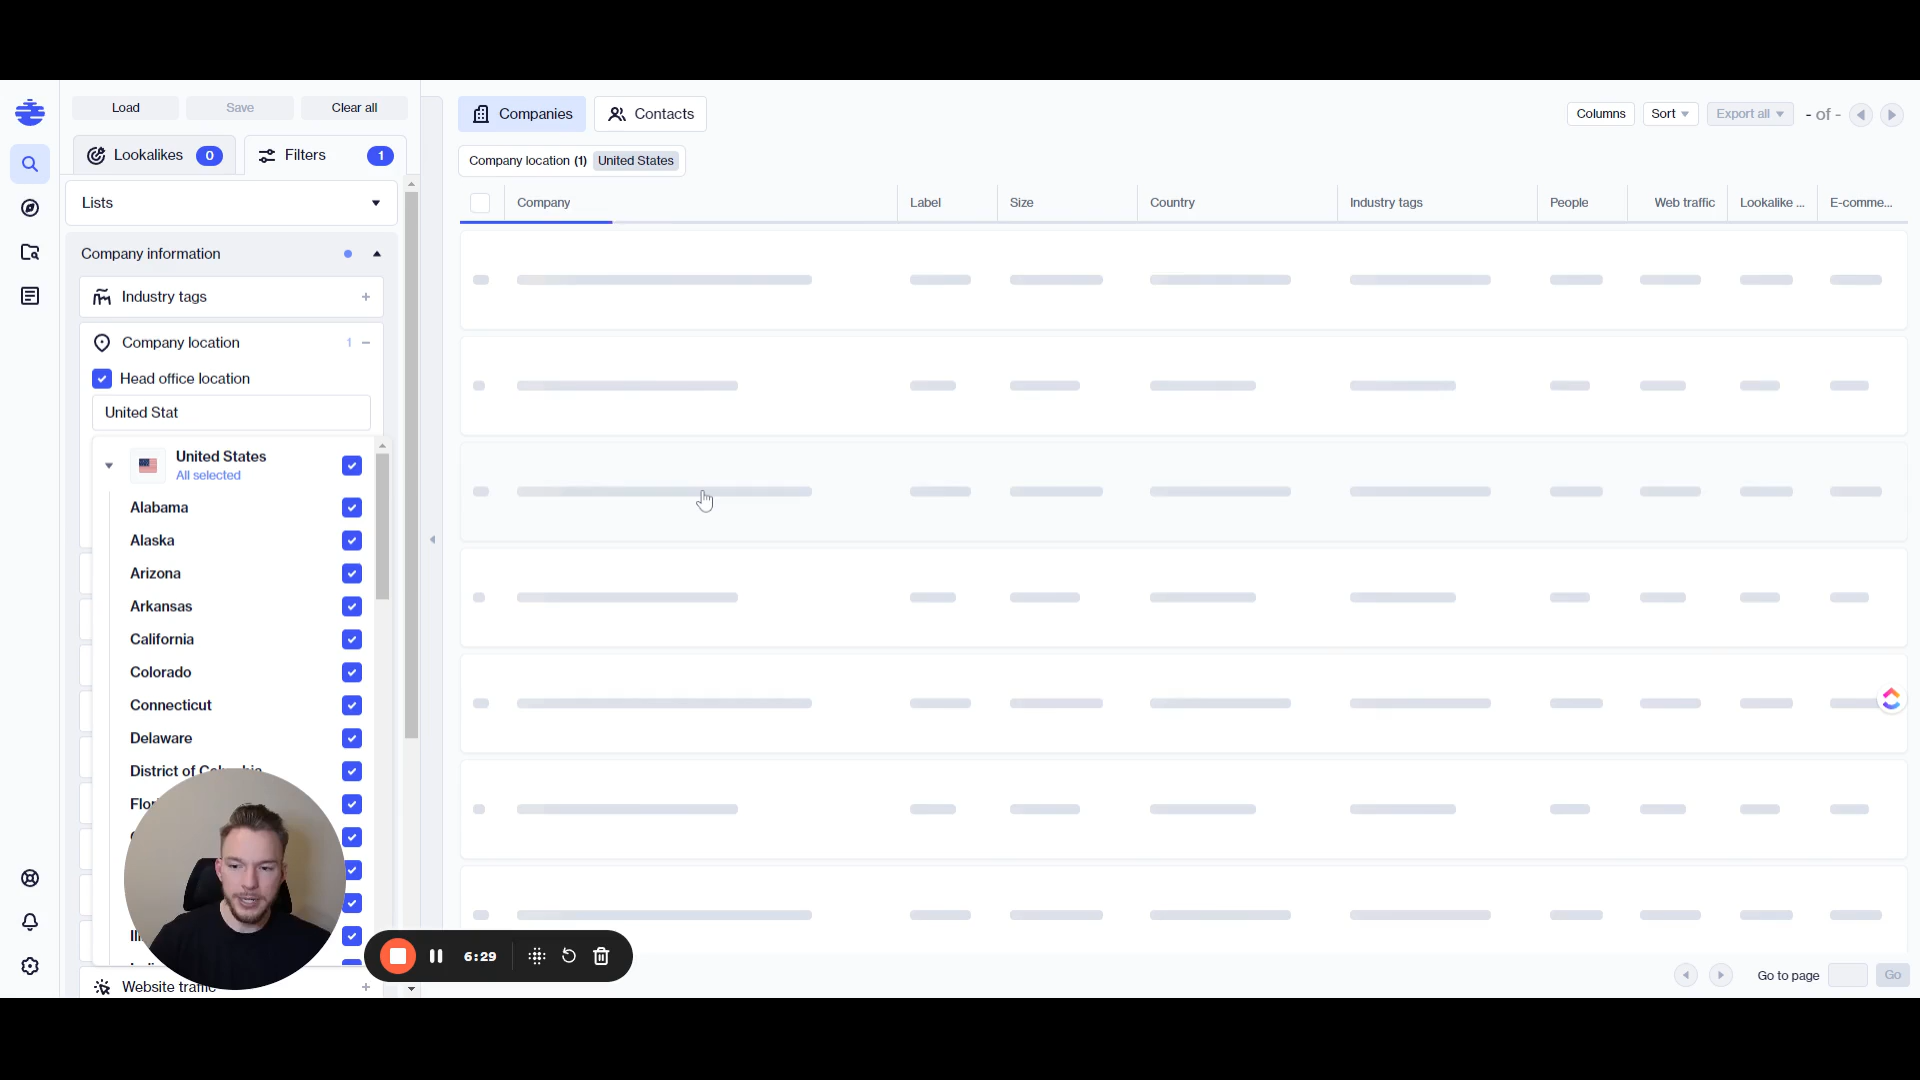 Load
Save
Clear all
Lookalikes 0
Filters 1
Lists
Company information
Industry tags
Company location 1
Head office location
United Stat
United States
All selected
Alabama
Alaska
Arizona
Arkansas
California
Colorado
Connecticut
Delaware
District of
Website traffic
6:29
Companies
Contacts
Columns
Sort
Export all
- of -
Company location (1) United States
Company Label Size Country Industry tags People Web traffic Lookalike ... E-comme...
Go to page Go